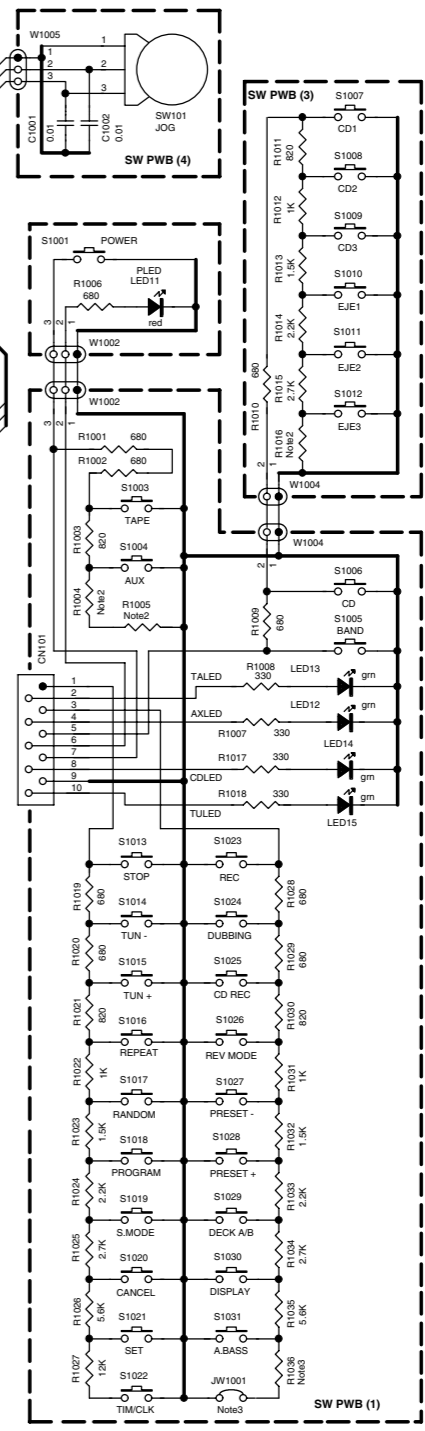 W1005
1
1
2
2
3
3
C1001
0.01
C1002
0.01
SW101
JOG
SW PWB (4)
SW PWB (3)
S1007
CD1
R1011
820
S1008
CD2
R1012
1K
S1009
CD3
R1013
1.5K
S1010
EJE1
R1014
2.2K
S1011
EJE2
R1015
2.7K
680
R1010
S1012
EJE3
R1016
Note2
2
1
W1004
S1001
POWER
PLED
LED11
R1006
680
red
3
2
1
W1002
W1002
3
2
1
R1001
680
R1002
680
S1003
TAPE
R1003
820
S1004
AUX
R1004
Note2
R1005
Note2
W1004
2
1
S1006
CD
R1009
680
S1005
BAND
CN101
1
2
3
4
5
6
7
8
9
10
TALED
R1008
330
LED13
grn
AXLED
R1007
330
LED12
grn
CDLED
R1017
330
LED14
grn
TULED
R1018
330
LED15
grn
S1013
STOP
S1023
REC
R1019
680
R1028
680
S1014
TUN -
S1024
DUBBING
R1020
680
R1029
680
S1015
TUN +
S1025
CD REC
R1021
820
R1030
820
S1016
REPEAT
S1026
REV MODE
R1022
1K
R1031
1K
S1017
RANDOM
S1027
PRESET -
R1023
1.5K
R1032
1.5K
S1018
PROGRAM
S1028
PRESET +
R1024
2.2K
R1033
2.2K
S1019
S.MODE
S1029
DECK A/B
R1025
2.7K
R1034
2.7K
S1020
CANCEL
S1030
DISPLAY
R1026
5.6K
R1035
5.6K
S1021
SET
S1031
A.BASS
R1027
12K
R1036
Note3
S1022
TIM/CLK
JW1001
Note3
SW PWB (1)